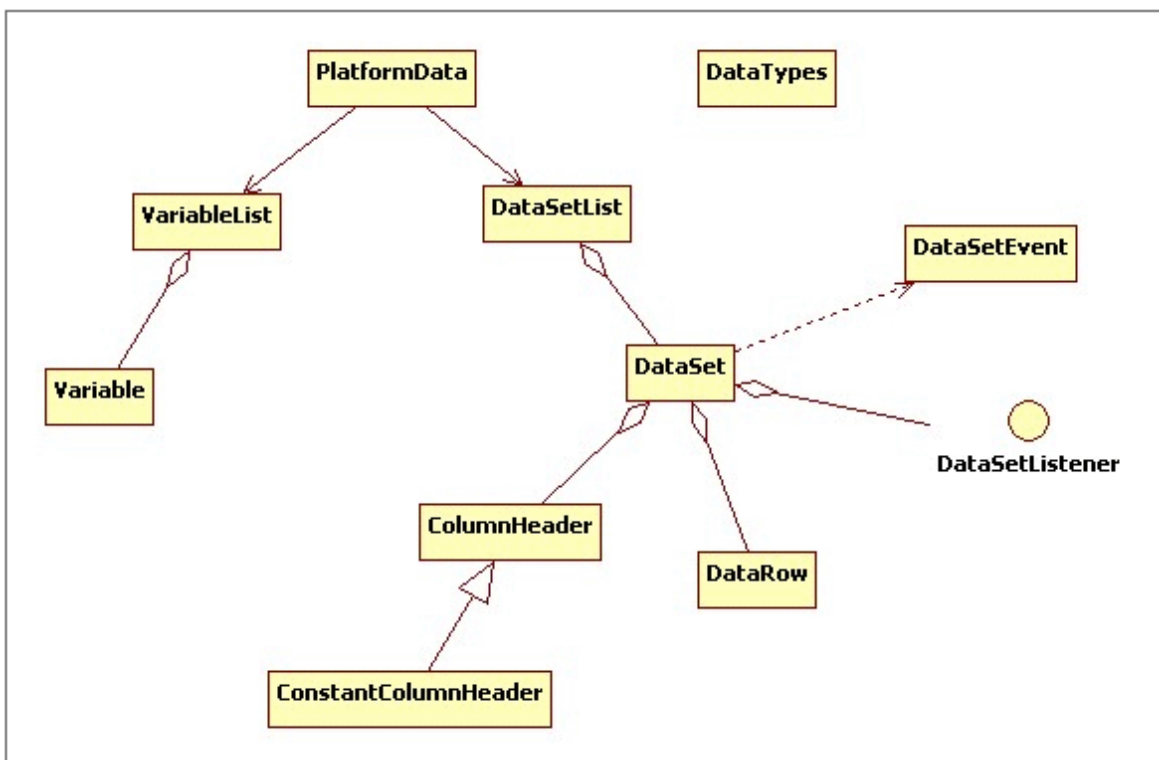 PlatformData
DataTypes
VariableList
DataSetList
DataSetEvent
DataSet
Variable
DataSetListener
ColumnHeader
DataRow
ConstantColumnHeader